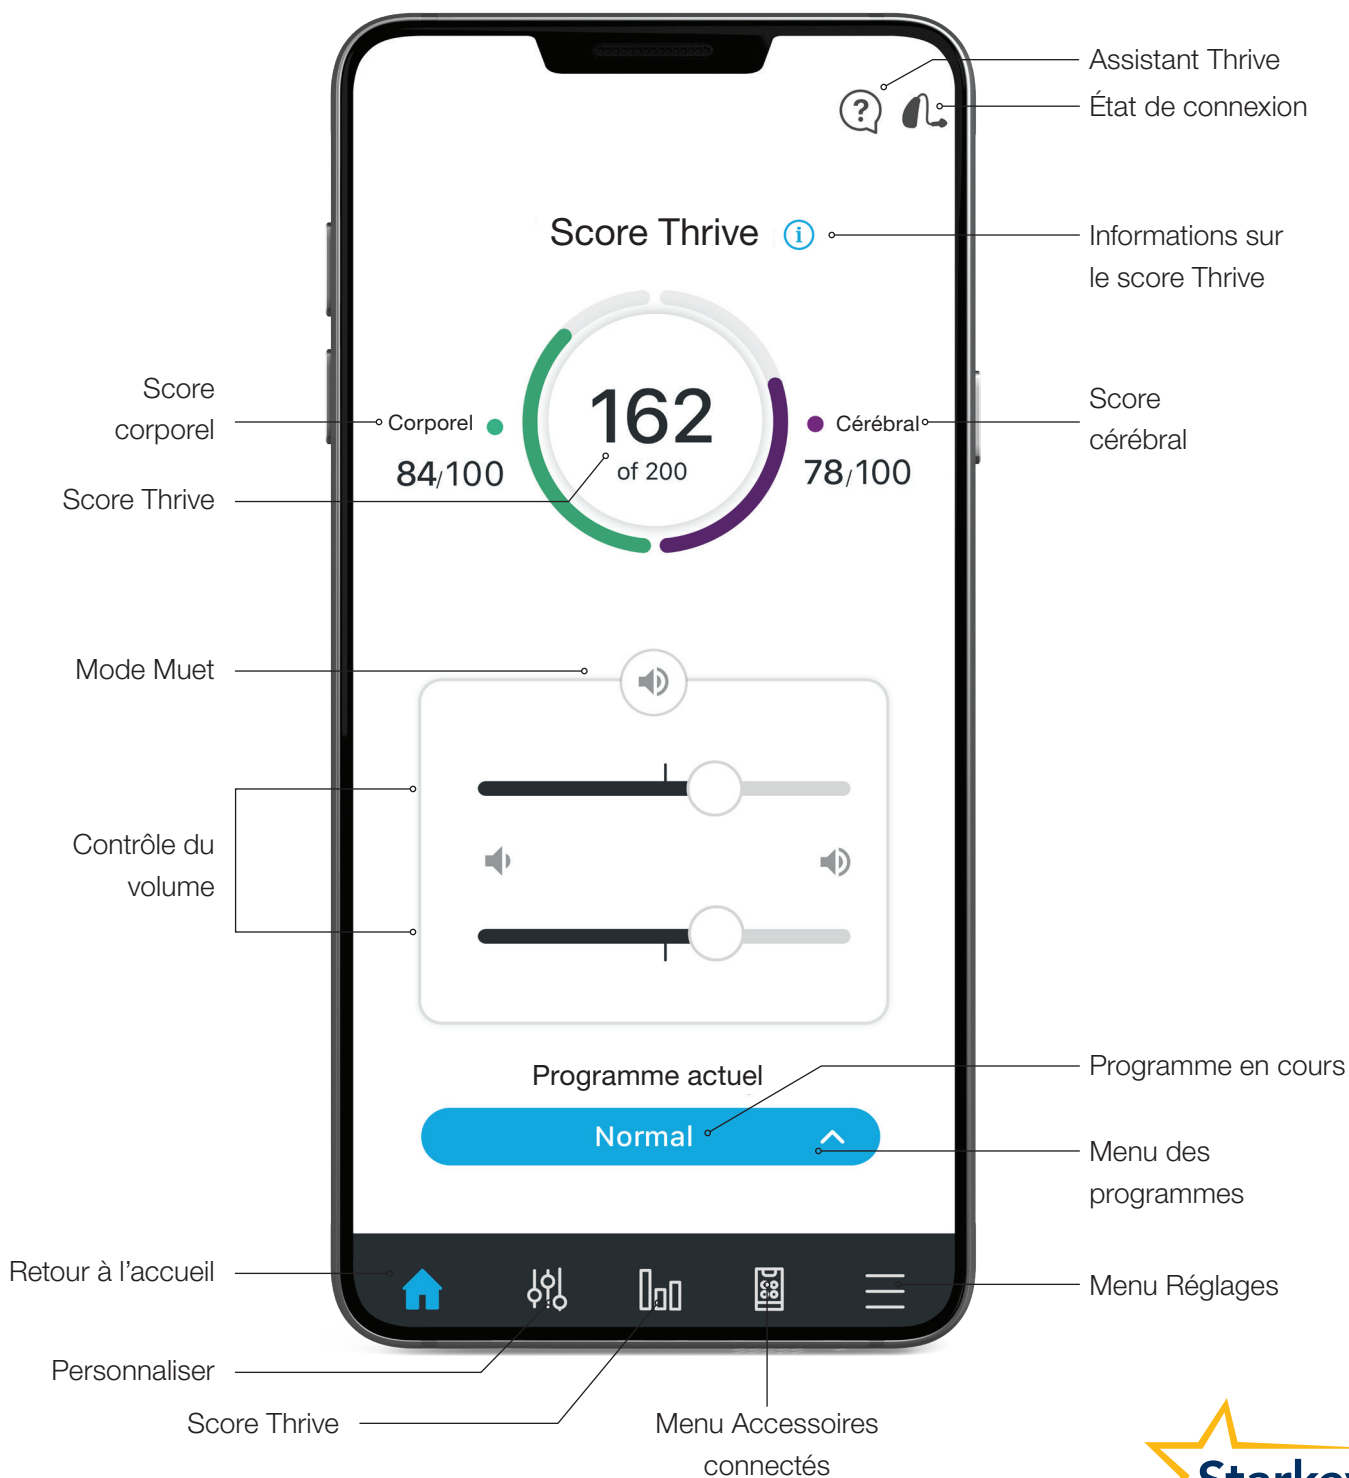 Assistant Thrive
État de connexion
?
Score Thrive i
Informations sur
le score Thrive
Score
corporel
Corporel
84/100
162
of 200
Cérébral
78/100
Score
cérébral
Score Thrive
Mode Muet
Contrôle du
volume
Programme actuel
Programme en cours
Normal
Menu des
programmes
Retour à l’accueil
Menu Réglages
Personnaliser
Score Thrive
Menu Accessoires
connectés
Starkey